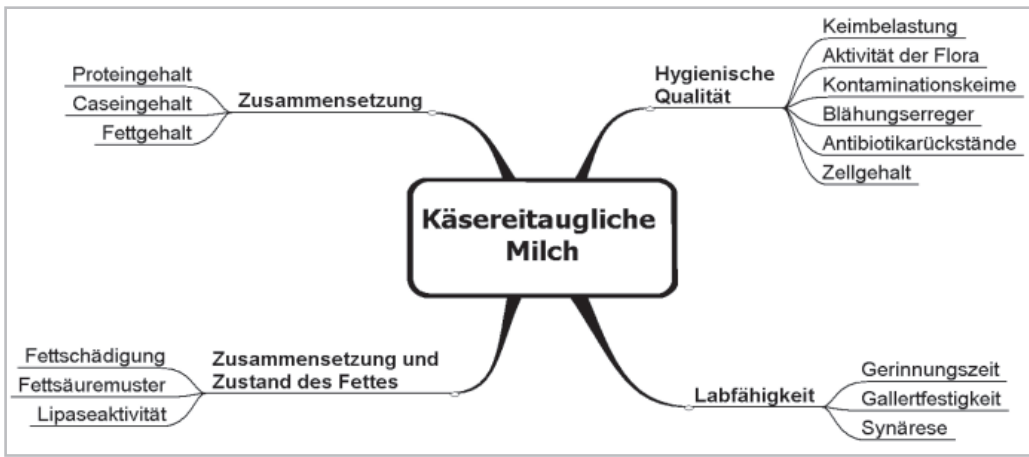 Proteingehalt
Caseingehalt
Fettgehalt
Zusammensetzung
Hygienische
Qualität
Keimbelastung
Aktivität der Flora
Kontaminationskeime
Blähungserreger
Antibiotikarückstände
Zellgehalt
Käsereitaugliche
Milch
Fettschädigung
Fettsäuremuster
Lipaseaktivität
Zusammensetzung und
Zustand des Fettes
Labfähigkeit
Gerinnungszeit
Gallertfestigkeit
Synärese